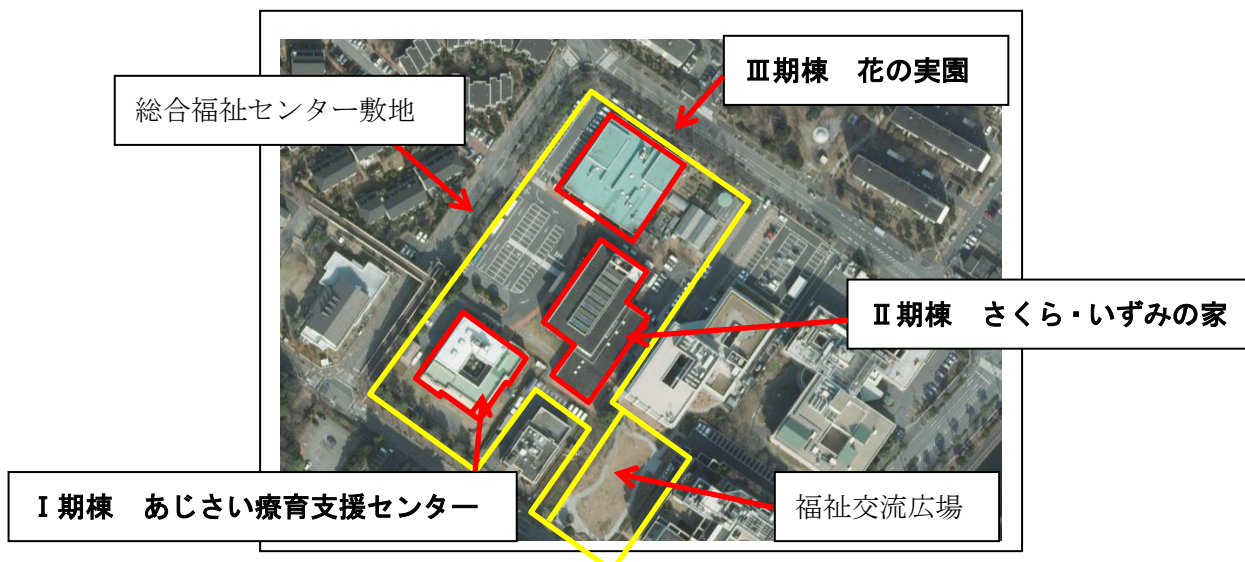 Ⅲ期棟　花の実園
総合福祉センター敷地
Ⅱ期棟　さくら・いずみの家
Ⅰ期棟　あじさい療育支援センター
福祉交流広場